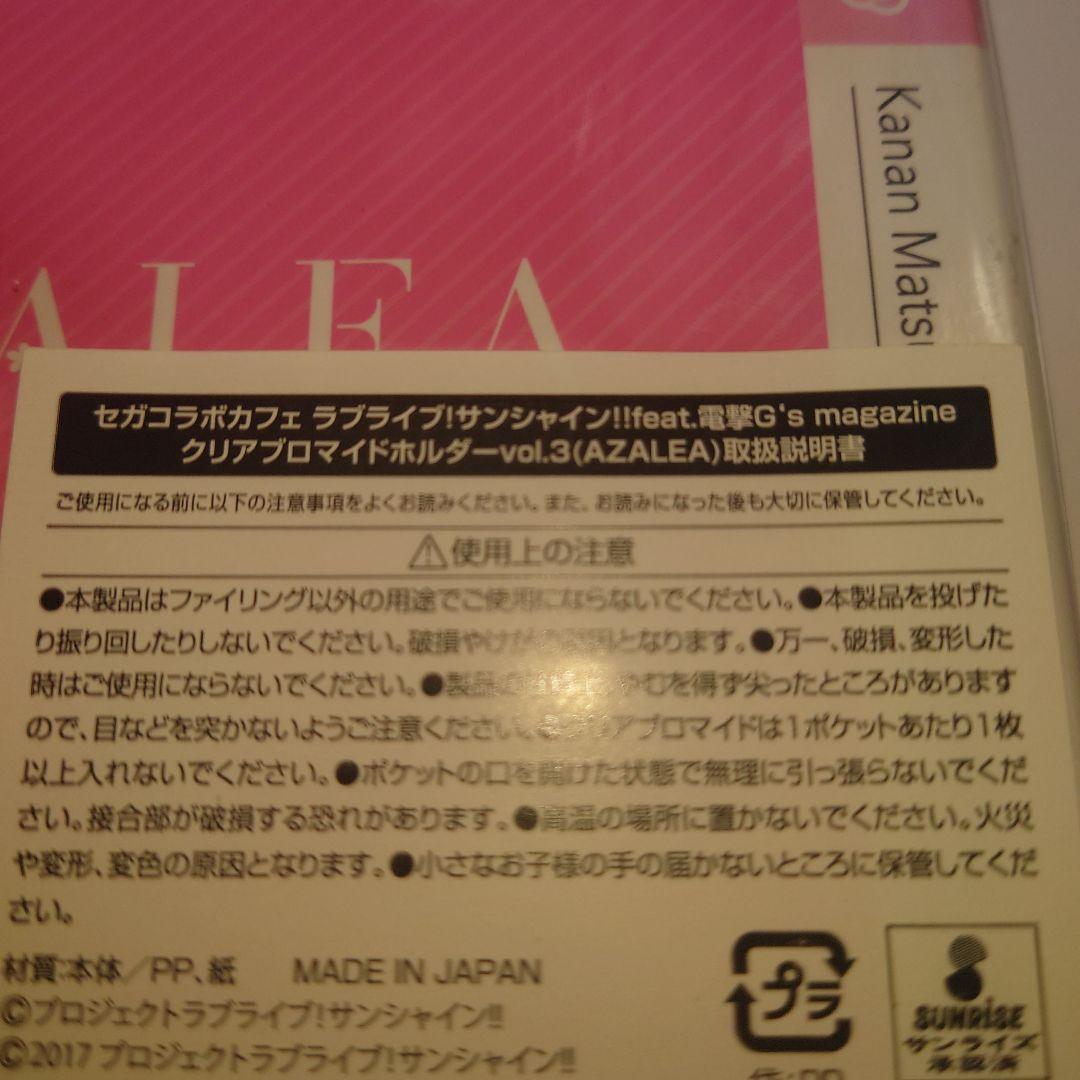 Kanan Matsu
ALEA
セガコラボカフェ ラブライブ!サンシャイン!!feat.電撃G's magazine
クリアブロマイドホルダーvol.3(AZALEA)取扱説明書
ご使用になる前に以下の注意事項をよくお読みください。また、お読みになった後も大切に保管してください。
⚠使用上の注意
●本製品はファイリング以外の用途でご使用にならないでください。●本製品を投げた
り振り回したりしないでください。破損やけがの原因となります。●万一、破損、変形した
時はご使用にならないでください。●製品の やむを得ず尖ったところがあります
ので、目などを突かないようご注意ください。 クリアブロマイドは1ポケットあたり1枚
以上入れないでください。●ポケットの口を開けた状態で無理に引っ張らないでくだ
さい。接合部が破損する恐れがあります。●高温の場所に置かないでください。火災
や変形、変色の原因となります。●小さなお子様の手の届かないところに保管してくだ
さい。
材質:本体/PP、紙 MADE IN JAPAN
©プロジェクトラブライブ!サンシャイン!!
©2017 プロジェクトラブライブ!サンシャイン!!
プラ
SUNRISE
サンライズ
承認済